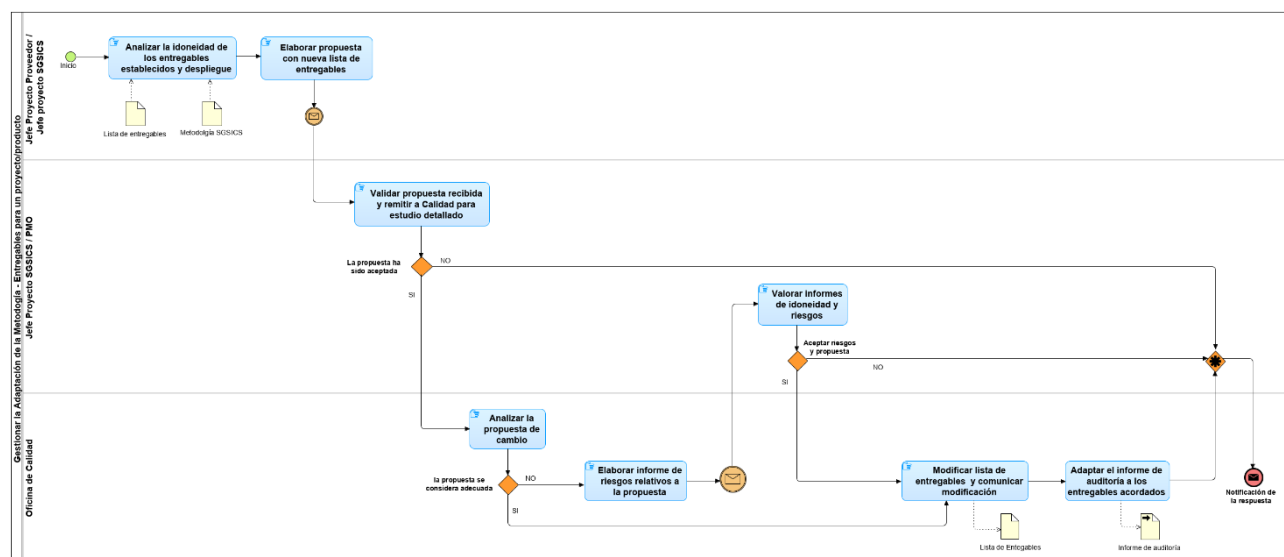 Gestionar la Adaptación de la Metodogía - Entregables para un proyecto/producto
Jefe Proyecto Proveedor /
Jafe proyecto SGSICS
Inicio
Analizar la idoneidad de
los entregables
establecidos y despliegue
Elaborar propuesta
con nueva lista de
entregables
Lista de entregables
Metodolgía SGSICS
Jefe Proyecto SGSICS / PMO
Validar propuesta recibida
y remitir a Calidad para
estudio detallado
La propuesta ha
sido aceptada
NO
SI
Valorar informes
de idoneidad y
riesgos
Aceptar riesgos
y propuesta
NO
SI
Oficina de Calidad
Analizar la
propuesta de
cambio
la propuesta se
considera adecuada
NO
SI
Elaborar informe de
riesgos relativos a
la propuesta
Modificar lista de
entregables y comunicar
modificación
Adaptar el informe de
auditoría a los
entregables acordados
Notificación de
la respuesta
Lista de Entegables
Informe de auditoría